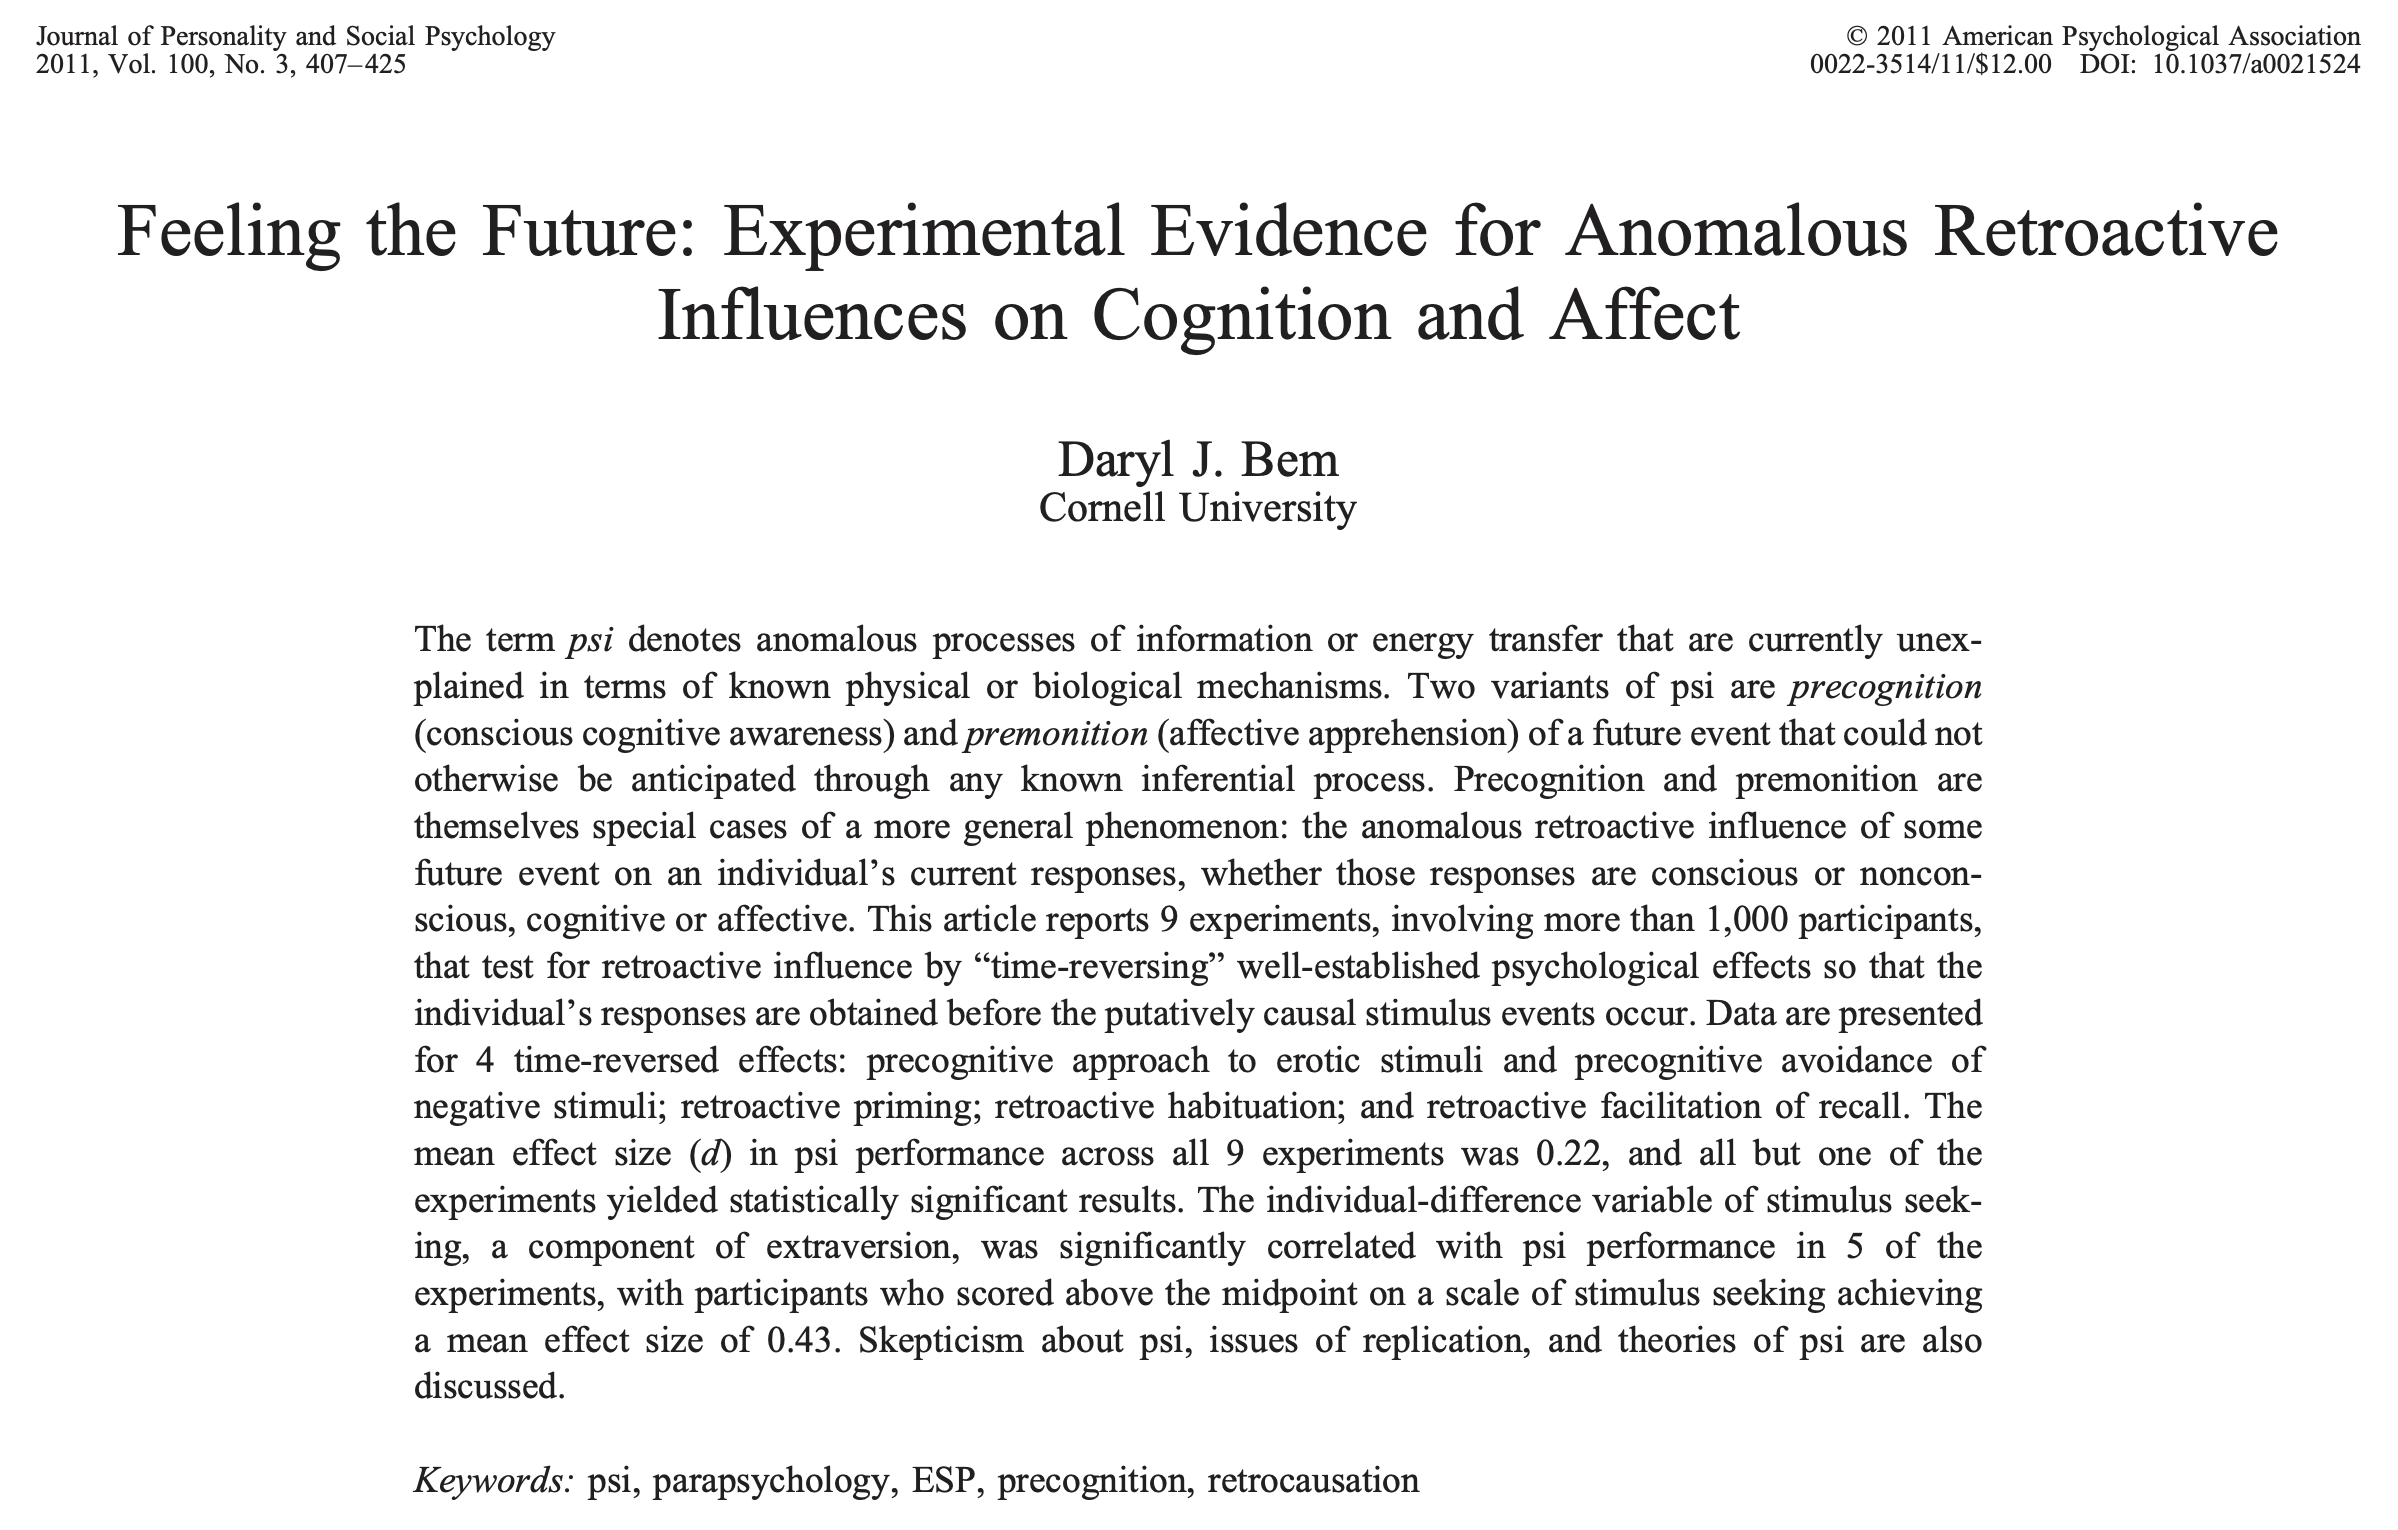 Journal of Personality and Social Psychology
2011, Vol. 100, No. 3, 407–425
© 2011 American Psychological Association
0022-3514/11/$12.00 DOI: 10.1037/a0021524
Feeling the Future: Experimental Evidence for Anomalous Retroactive
Influences on Cognition and Affect
Daryl J. Bem
Cornell University
The term psi denotes anomalous processes of information or energy transfer that are currently unex-
plained in terms of known physical or biological mechanisms. Two variants of psi are precognition
(conscious cognitive awareness) and premonition (affective apprehension) of a future event that could not
otherwise be anticipated through any known inferential process. Precognition and premonition are
themselves special cases of a more general phenomenon: the anomalous retroactive influence of some
future event on an individual’s current responses, whether those responses are conscious or noncon-
scious, cognitive or affective. This article reports 9 experiments, involving more than 1,000 participants,
that test for retroactive influence by “time-reversing” well-established psychological effects so that the
individual’s responses are obtained before the putatively causal stimulus events occur. Data are presented
for 4 time-reversed effects: precognitive approach to erotic stimuli and precognitive avoidance of
negative stimuli; retroactive priming; retroactive habituation; and retroactive facilitation of recall. The
mean effect size (d) in psi performance across all 9 experiments was 0.22, and all but one of the
experiments yielded statistically significant results. The individual-difference variable of stimulus seek-
ing, a component of extraversion, was significantly correlated with psi performance in 5 of the
experiments, with participants who scored above the midpoint on a scale of stimulus seeking achieving
a mean effect size of 0.43. Skepticism about psi, issues of replication, and theories of psi are also
discussed.
Keywords: psi, parapsychology, ESP, precognition, retrocausation